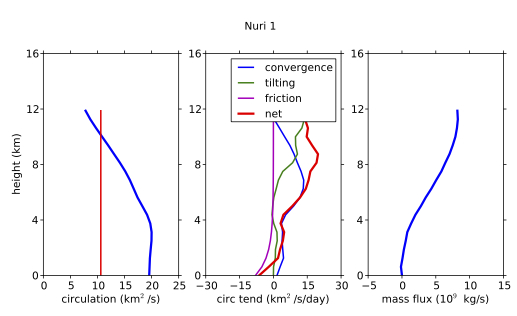 Nuri 1
height (km)
16
12
8
4
0
0 5 10 15 20 25
circulation (km² /s)
convergence
tilting
friction
net
16
12
8
4
0
−30 −15 0 15 30
circ tend (km² /s/day)
16
12
8
4
0
−5 0 5 10 15
mass flux (10⁹ kg/s)